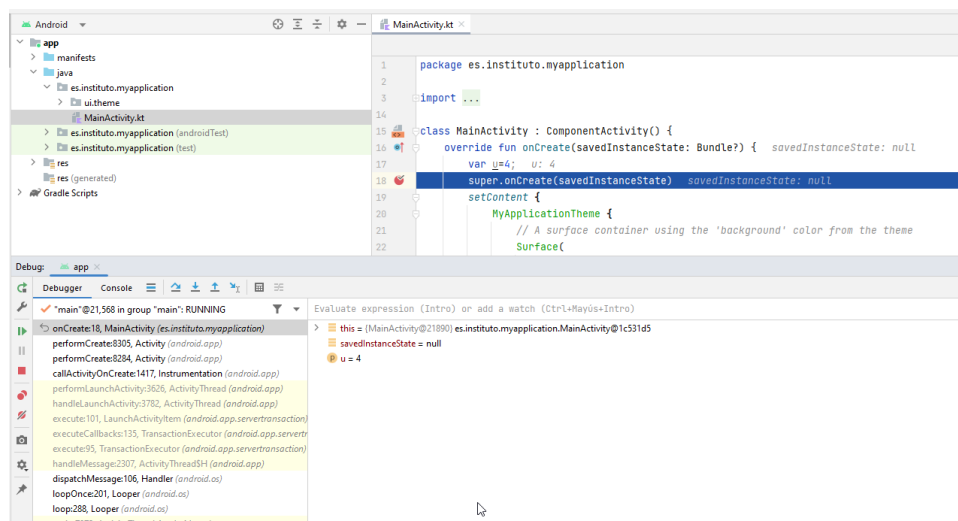 Android
app
manifests
java
es.instituto.myapplication
ui.theme
MainActivity.kt
es.instituto.myapplication (androidTest)
es.instituto.myapplication (test)
res
res (generated)
Gradle Scripts
MainActivity.kt
1 package es.instituto.myapplication
2
3 import ...
14
15 class MainActivity : ComponentActivity() {
16 override fun onCreate(savedInstanceState: Bundle?) { savedInstanceState: null
17 var u=4; u: 4
18 super.onCreate(savedInstanceState) savedInstanceState: null
19 setContent {
20 MyApplicationTheme {
21 // A surface container using the 'background' color from the theme
22 Surface(
Debug: app
Debugger Console
"main"@21,568 in group "main": RUNNING
onCreate:18, MainActivity (es.instituto.myapplication)
performCreate:8305, Activity (android.app)
performCreate:8284, Activity (android.app)
callActivityOnCreate:1417, Instrumentation (android.app)
performLaunchActivity:3626, ActivityThread (android.app)
handleLaunchActivity:3782, ActivityThread (android.app)
execute:101, LaunchActivityItem (android.app.servertransaction)
executeCallbacks:135, TransactionExecutor (android.app.servertr
execute:95, TransactionExecutor (android.app.servertransaction)
handleMessage:2307, ActivityThread$H (android.app)
dispatchMessage:106, Handler (android.os)
loopOnce:201, Looper (android.os)
loop:288, Looper (android.os)
Evaluate expression (Intro) or add a watch (Ctrl+Mayús+Intro)
this = {MainActivity@21890} es.instituto.myapplication.MainActivity@1c531d5
savedInstanceState = null
p u = 4